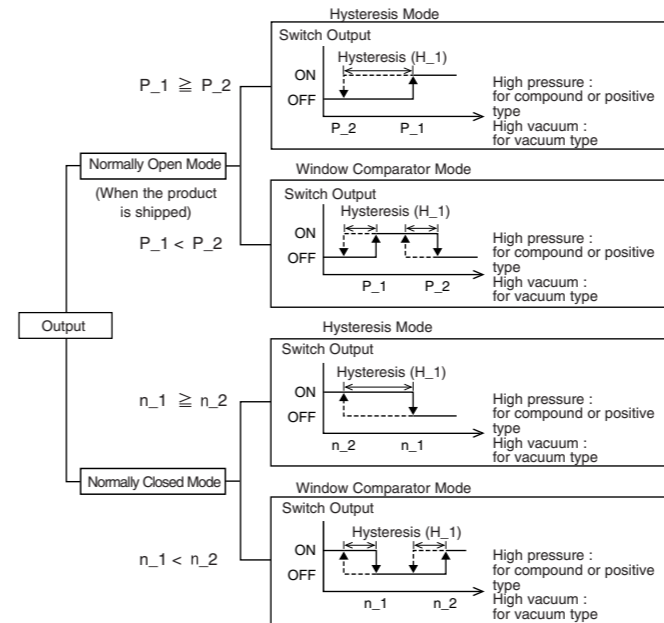 Hysteresis Mode
Switch Output
Hysteresis (H_1)
ON
OFF
P_2 P_1
High pressure :
for compound or positive
type
High vacuum :
for vacuum type
P_1 ≧ P_2
Normally Open Mode
(When the product
is shipped)
P_1 < P_2
Window Comparator Mode
Switch Output
Hysteresis (H_1)
ON
OFF
P_1 P_2
High pressure :
for compound or positive
type
High vacuum :
for vacuum type
Output
Hysteresis Mode
Switch Output
Hysteresis (H_1)
ON
OFF
n_2 n_1
High pressure :
for compound or positive
type
High vacuum :
for vacuum type
n_1 ≧ n_2
Normally Closed Mode
n_1 < n_2
Window Comparator Mode
Switch Output
Hysteresis (H_1)
ON
OFF
n_1 n_2
High pressure :
for compound or positive
type
High vacuum :
for vacuum type